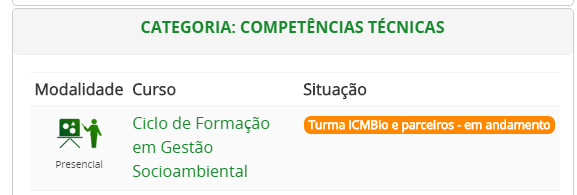 CATEGORIA: COMPETÊNCIAS TÉCNICAS
Modalidade Curso Situação
Ciclo de Formação
em Gestão
Socioambiental
Turma ICMBio e parceiros - em andamento
Presencial